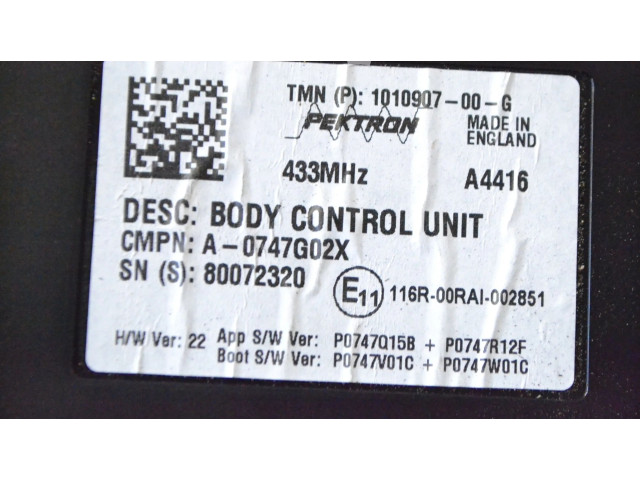 TMN (P): 1010907-00-G
PEKTRON
MADE IN
ENGLAND
433MHz
A4416
DESC: BODY CONTROL UNIT
CMPN: A-0747G02X
SN (S): 80072320
E11
116R-00RAI-002851
H/W Ver: 22 App S/W Ver: P0747Q15B + P0747R12F
Boot S/W Ver: P0747V01C + P0747W01C